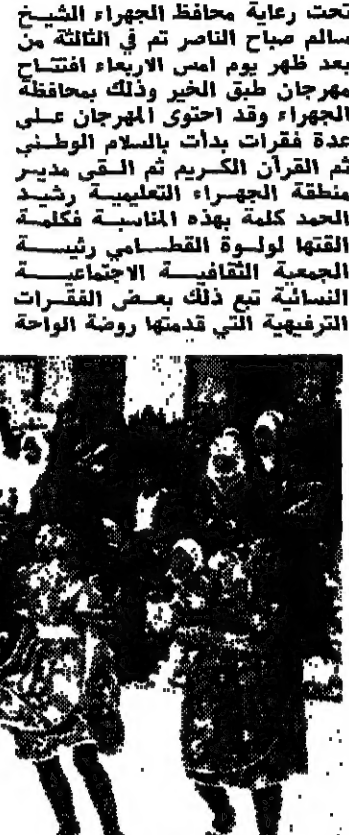 تحت رعاية محافظ الجهراء الشيخ
سالم صباح الناصر تم في الثالثة من
بعد ظهر يوم امس الاربعاء افتتاح
مهرجان طبق الخير وذلك بمحافظة
الجهراء وقد احتوى المهرجان على
عدة فقرات بدأت بالسلام الوطني
ثم القرآن الكريم ثم القى مدير
منطقة الجهراء التعليمية رشيد
الحمد كلمة بهذه المناسبة فكلمة
القتها لولوة القطامي رئيسة
الجمعية الثقافية الاجتماعية
النسائية تبع ذلك بعض الفقرات
الترفيهية التي قدمتها روضة الواحة